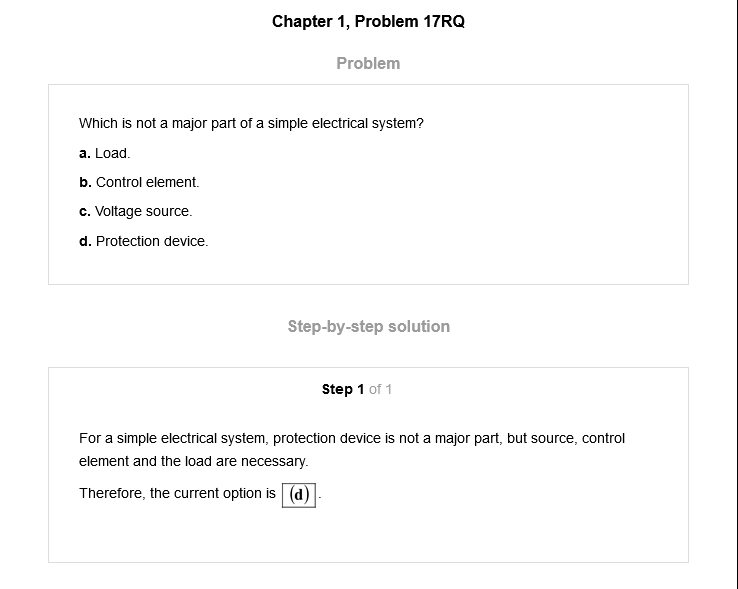 Chapter 1, Problem 17RQ
Problem
Which is not a major part of a simple electrical system?
a. Load.
b. Control element.
c. Voltage source.
d. Protection device.
Step-by-step solution
Step 1 of 1
For a simple electrical system, protection device is not a major part, but source, control
element and the load are necessary.
Therefore, the current option is (d).